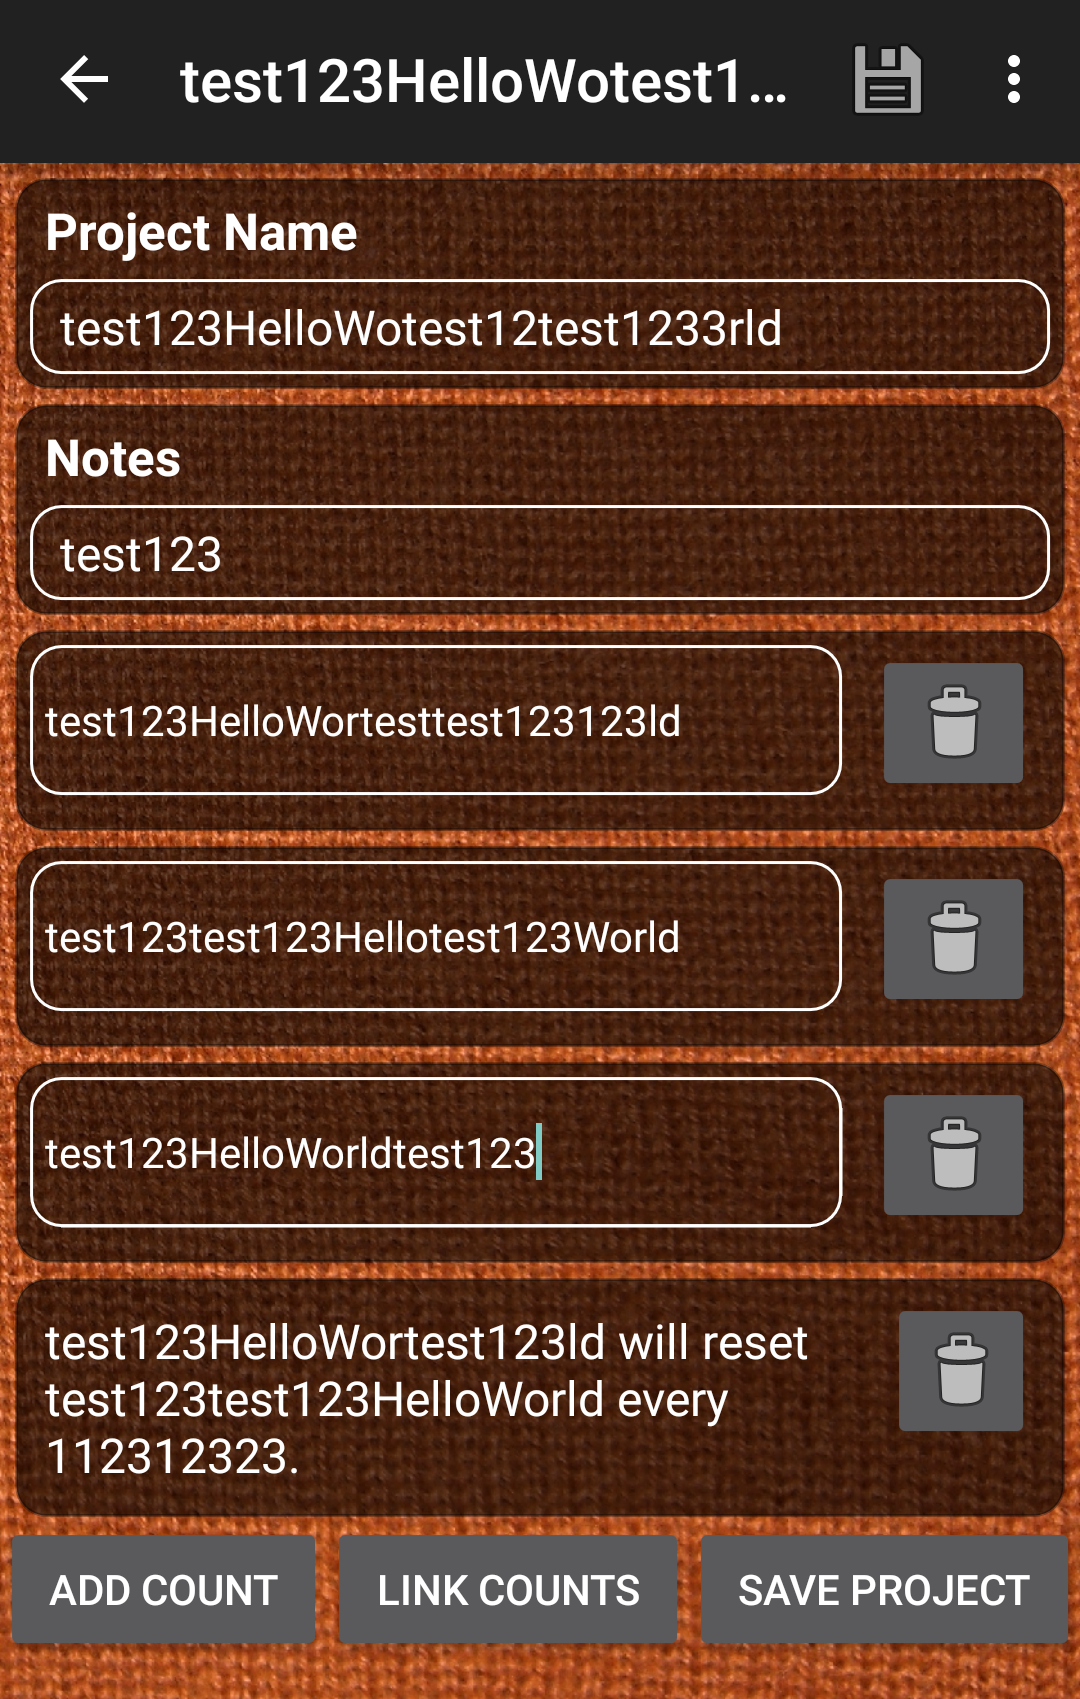 test123HelloWotest1...
Project Name
test123HelloWotest12test1233rld
Notes
test123
test123HelloWortesttest123123ld
test123test123Hellotest123World
test123HelloWorldtest123
test123HelloWortest123ld will reset
test123test123HelloWorld every
112312323.
ADD COUNT
LINK COUNTS
SAVE PROJECT